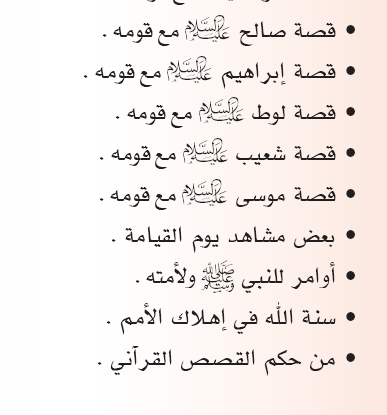 • قصة صالح عليه السلام مع قومه .
• قصة إبراهيم عليه السلام مع قومه .
• قصة لوط عليه السلام مع قومه .
• قصة شعيب عليه السلام مع قومه .
• قصة موسى عليه السلام مع قومه .
• بعض مشاهد يوم القيامة .
• أوامر للنبي ﷺ ولأمته .
• سنة الله في إهلاك الأمم .
• من حكم القصص القرآني .